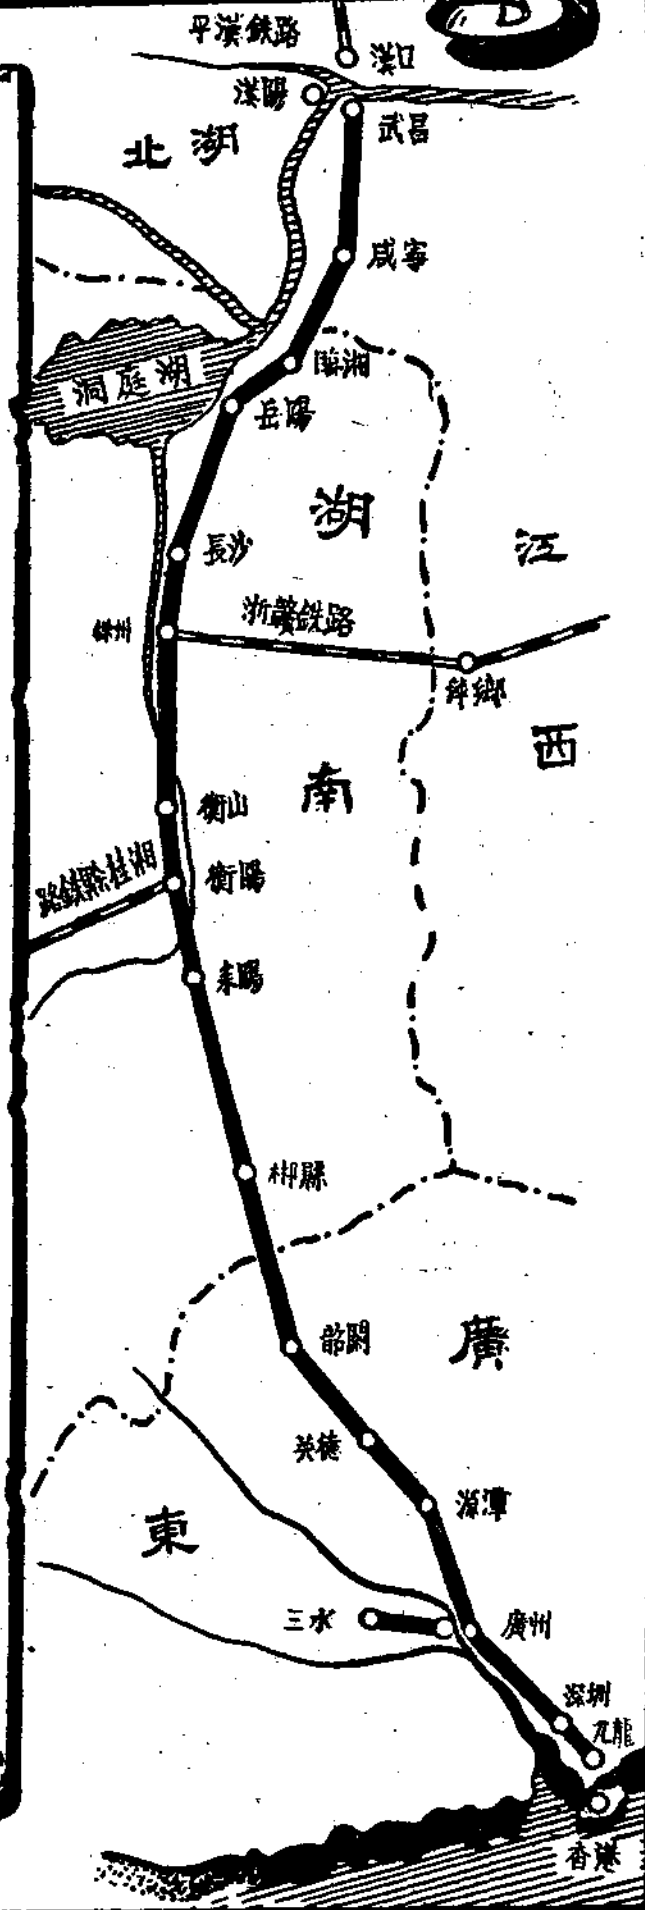 平漢鉄路
漢口
漢陽
武昌
湖北
咸寧
臨湘
洞庭湖
岳陽
湖南
長沙
江西
浙贛鉄路
株州
萍鄉
衡山
湘桂黔鉄路
衡陽
耒陽
郴縣
韶関
廣東
英德
源潭
三水
廣州
深圳
九龍
香港